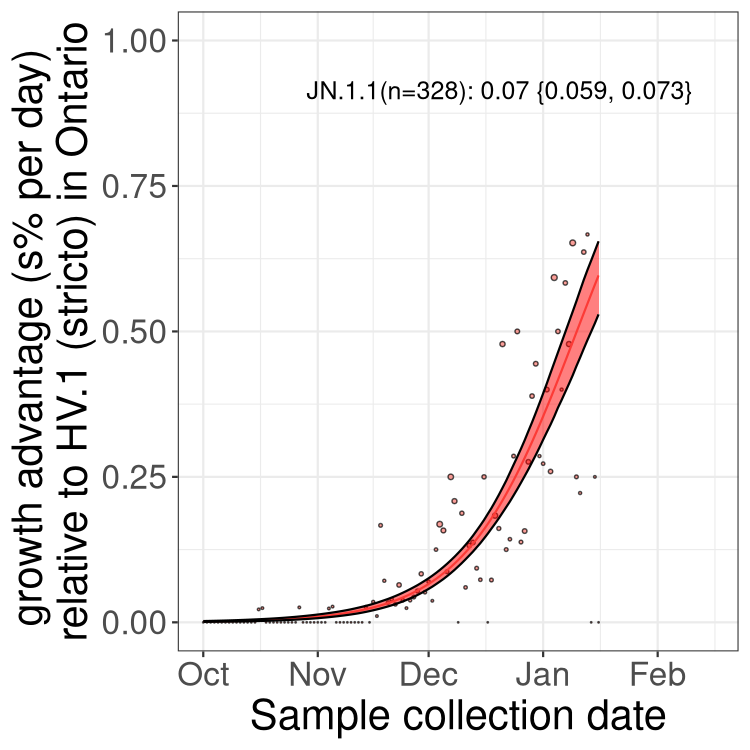 growth advantage (s% per day)
relative to HV.1 (stricto) in Ontario
1.00
0.75
0.50
0.25
0.00
JN.1.1(n=328): 0.07 {0.059, 0.073}
Oct Nov Dec Jan Feb
Sample collection date